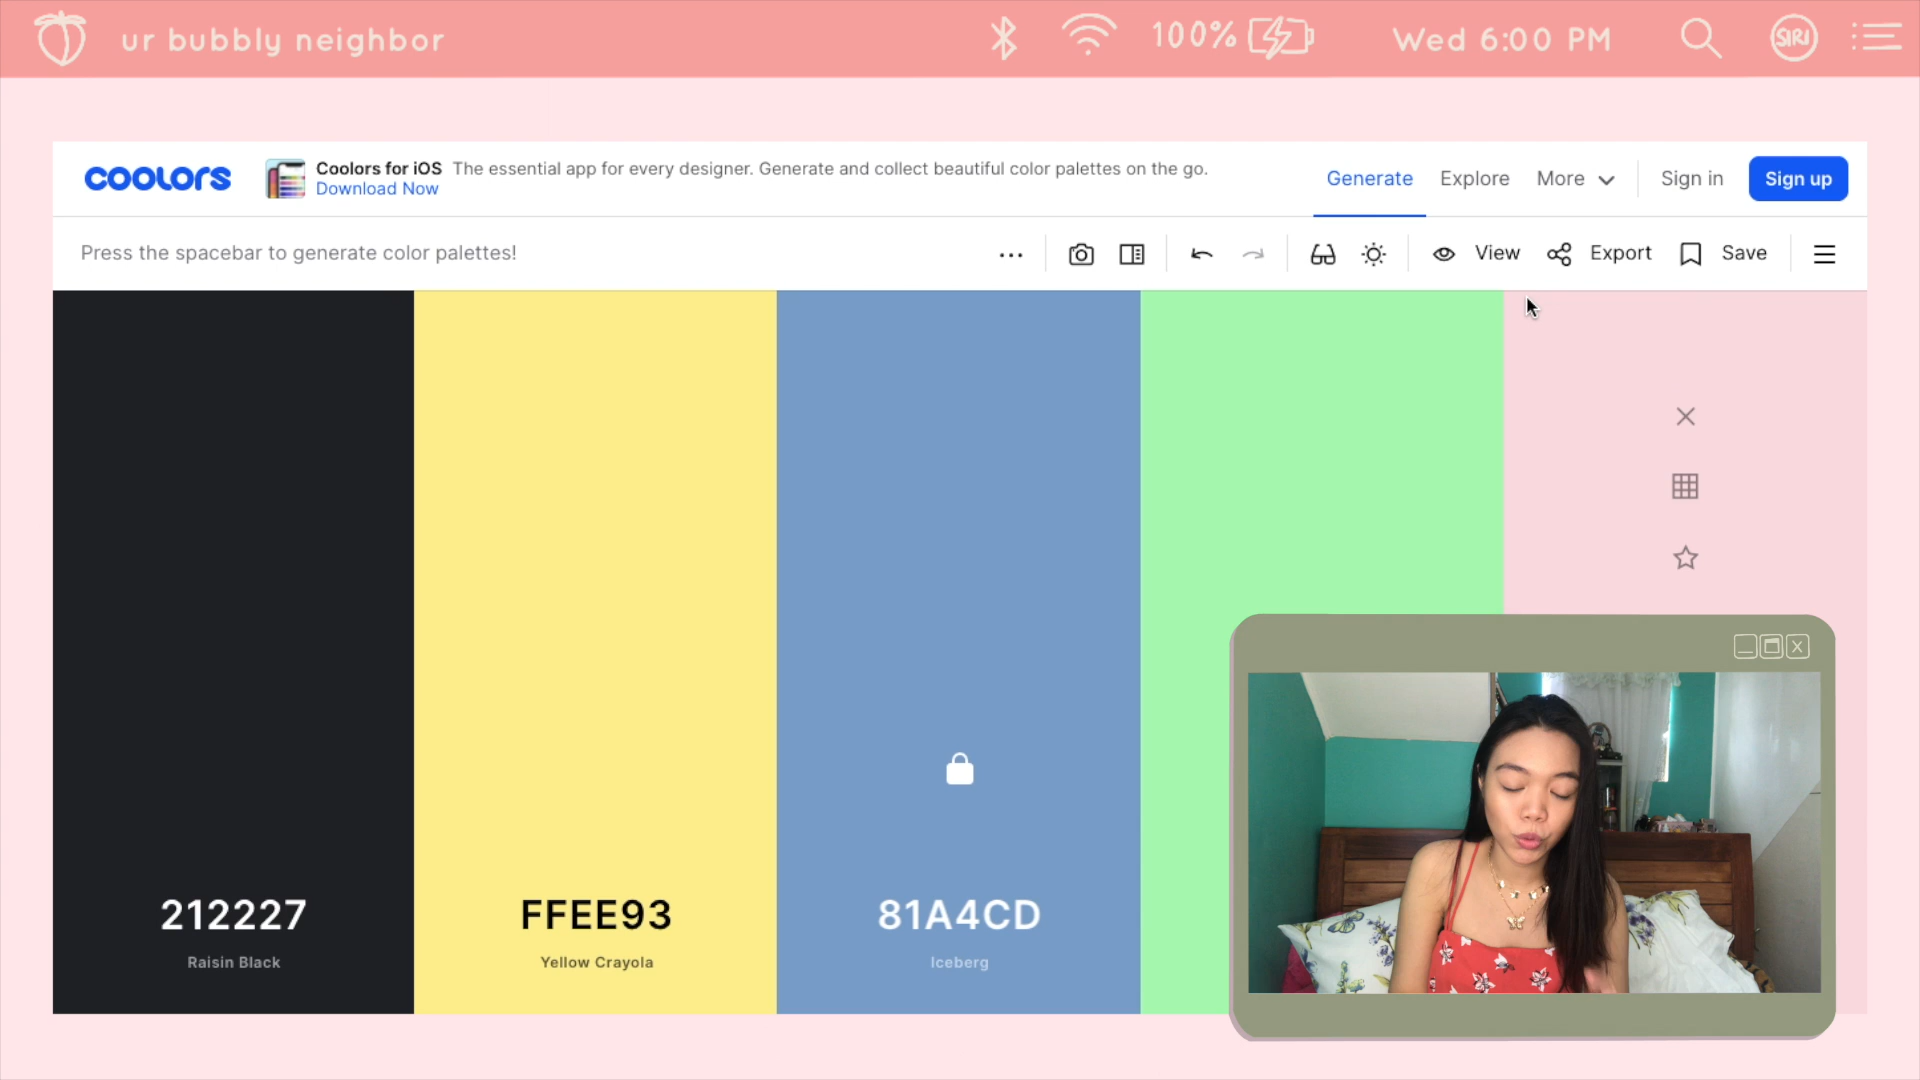 ur bubbly neighbor
100%
Wed 6:00 PM
SIRI
coolors
Coolors for iOS The essential app for every designer. Generate and collect beautiful color palettes on the go.
Download Now
Generate
Explore
More
Sign in
Sign up
Press the spacebar to generate color palettes!
View
Export
Save
212227
Raisin Black
FFEE93
Yellow Crayola
81A4CD
Iceberg